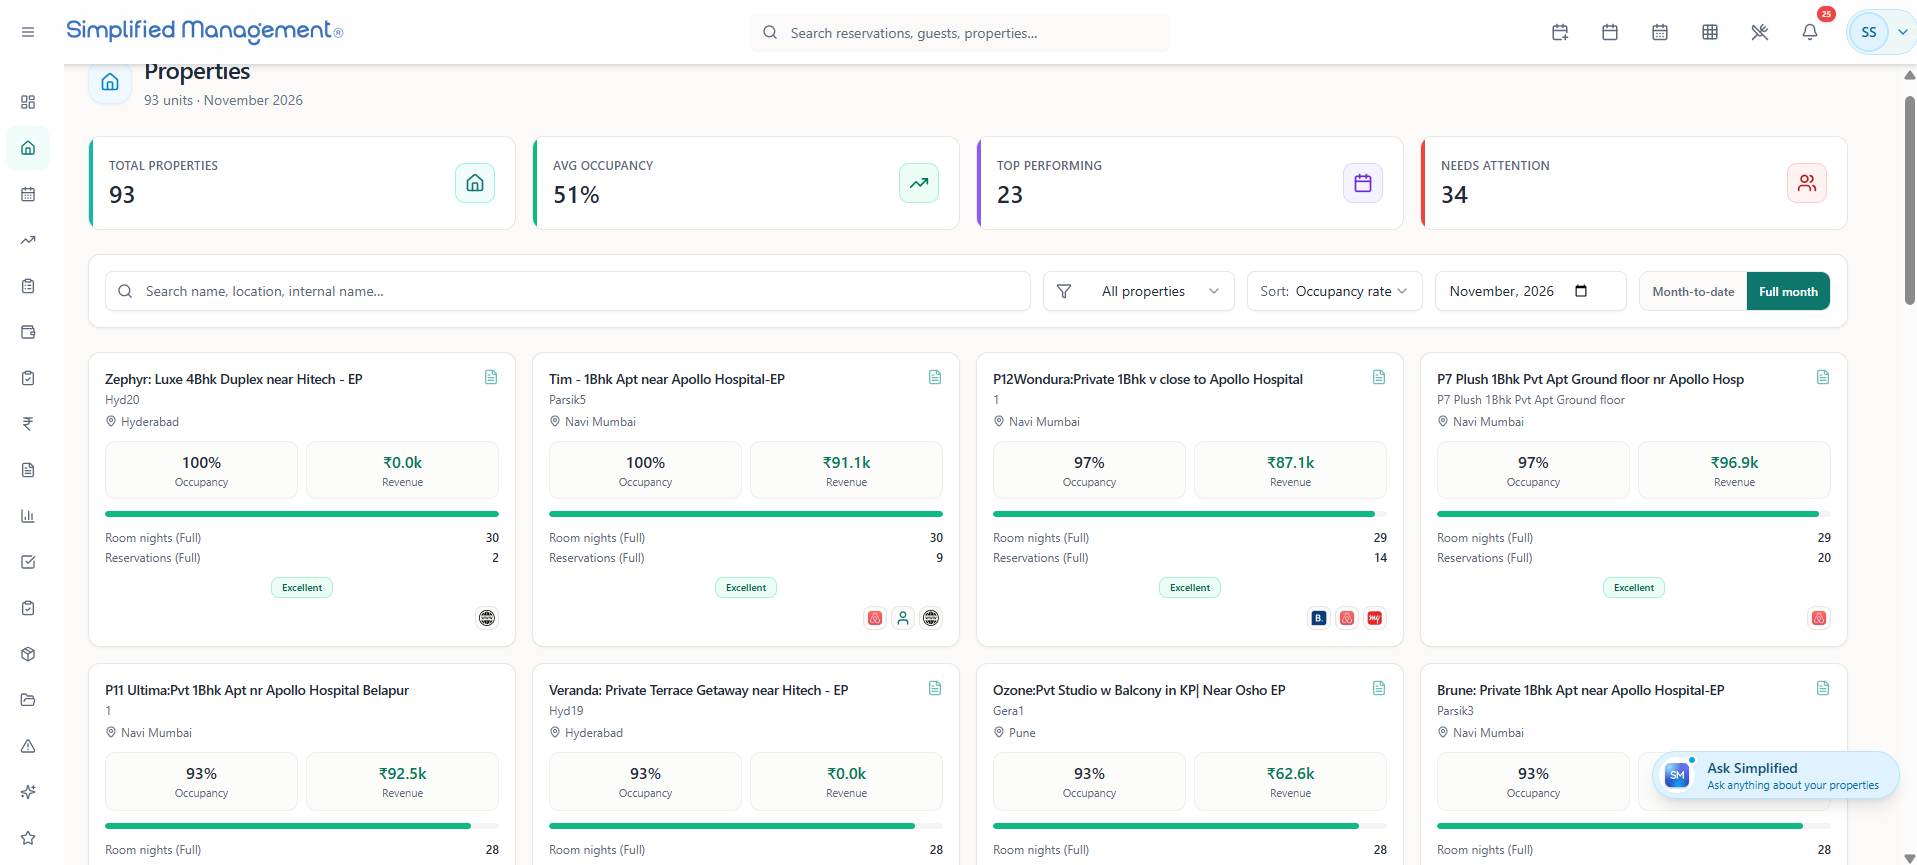 Simplified Management®
Search reservations, guests, properties...
25
SS
Properties
93 units · November 2026
TOTAL PROPERTIES
93
AVG OCCUPANCY
51%
TOP PERFORMING
23
NEEDS ATTENTION
34
Search name, location, internal name...
All properties
Sort: Occupancy rate
November, 2026
Month-to-date
Full month
Zephyr: Luxe 4Bhk Duplex near Hitech - EP
Hyd20
Hyderabad
100%
Occupancy
₹0.0k
Revenue
Room nights (Full) 30
Reservations (Full) 2
Excellent
Tim - 1Bhk Apt near Apollo Hospital-EP
Parsik5
Navi Mumbai
100%
Occupancy
₹91.1k
Revenue
Room nights (Full) 30
Reservations (Full) 9
Excellent
P12Wondura:Private 1Bhk v close to Apollo Hospital
1
Navi Mumbai
97%
Occupancy
₹87.1k
Revenue
Room nights (Full) 29
Reservations (Full) 14
Excellent
B.
my
P7 Plush 1Bhk Pvt Apt Ground floor nr Apollo Hosp
P7 Plush 1Bhk Pvt Apt Ground floor
Navi Mumbai
97%
Occupancy
₹96.9k
Revenue
Room nights (Full) 29
Reservations (Full) 20
Excellent
P11 Ultima:Pvt 1Bhk Apt nr Apollo Hospital Belapur
1
Navi Mumbai
93%
Occupancy
₹92.5k
Revenue
Room nights (Full) 28
Veranda: Private Terrace Getaway near Hitech - EP
Hyd19
Hyderabad
93%
Occupancy
₹0.0k
Revenue
Room nights (Full) 28
Ozone:Pvt Studio w Balcony in KP| Near Osho EP
Gera1
Pune
93%
Occupancy
₹62.6k
Revenue
Room nights (Full) 28
Brune: Private 1Bhk Apt near Apollo Hospital-EP
Parsik3
Navi Mumbai
93%
Occupancy
Room nights (Full) 28
SM
Ask Simplified
Ask anything about your properties